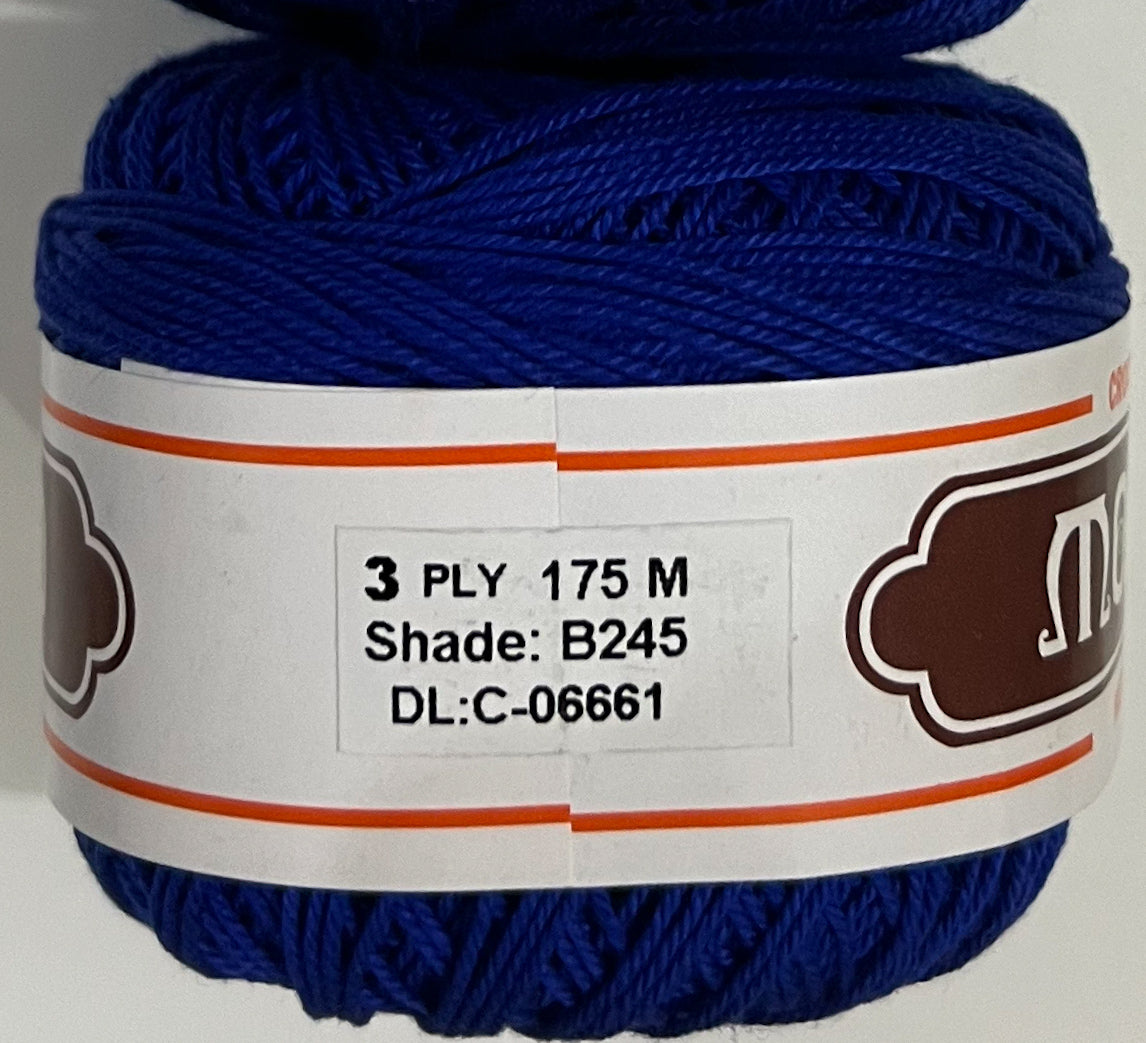 3 PLY 175 M
Shade: B245
DL:C-06661